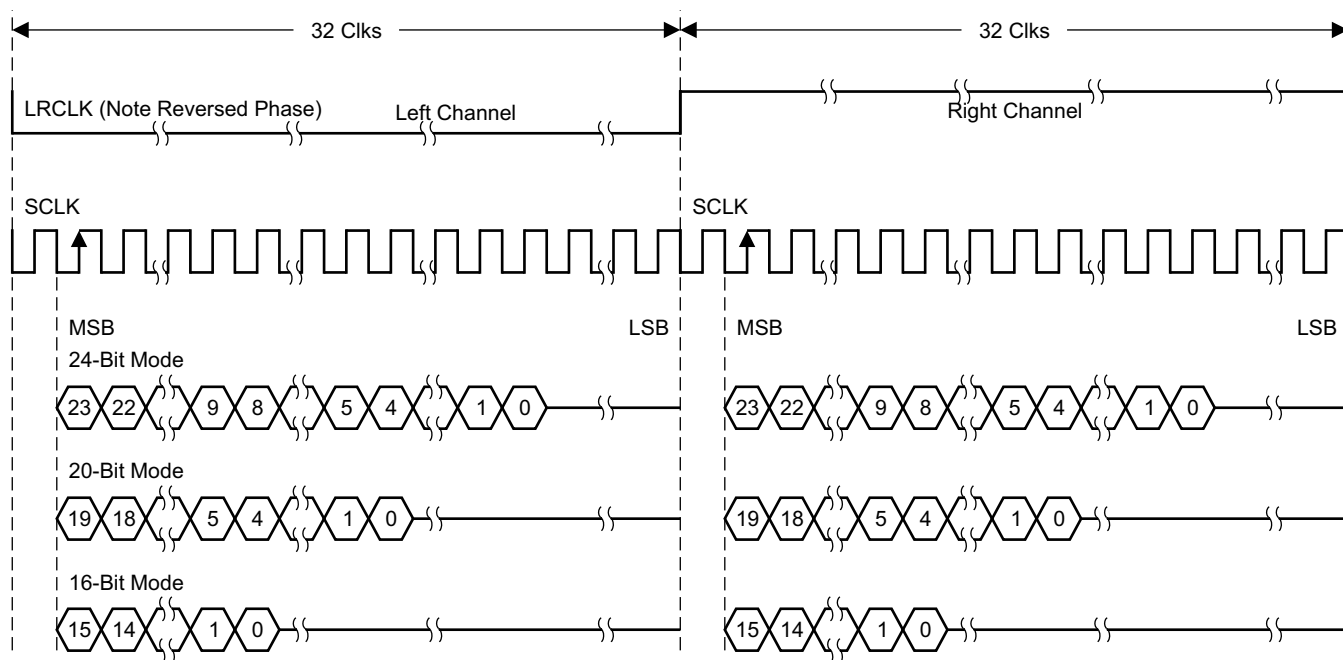 32 Clks 32 Clks
LRCLK (Note Reversed Phase) Left Channel Right Channel
SCLK SCLK
MSB LSB MSB LSB
24-Bit Mode
23 22 9 8 5 4 1 0 23 22 9 8 5 4 1 0
20-Bit Mode
19 18 5 4 1 0 19 18 5 4 1 0
16-Bit Mode
15 14 1 0 15 14 1 0